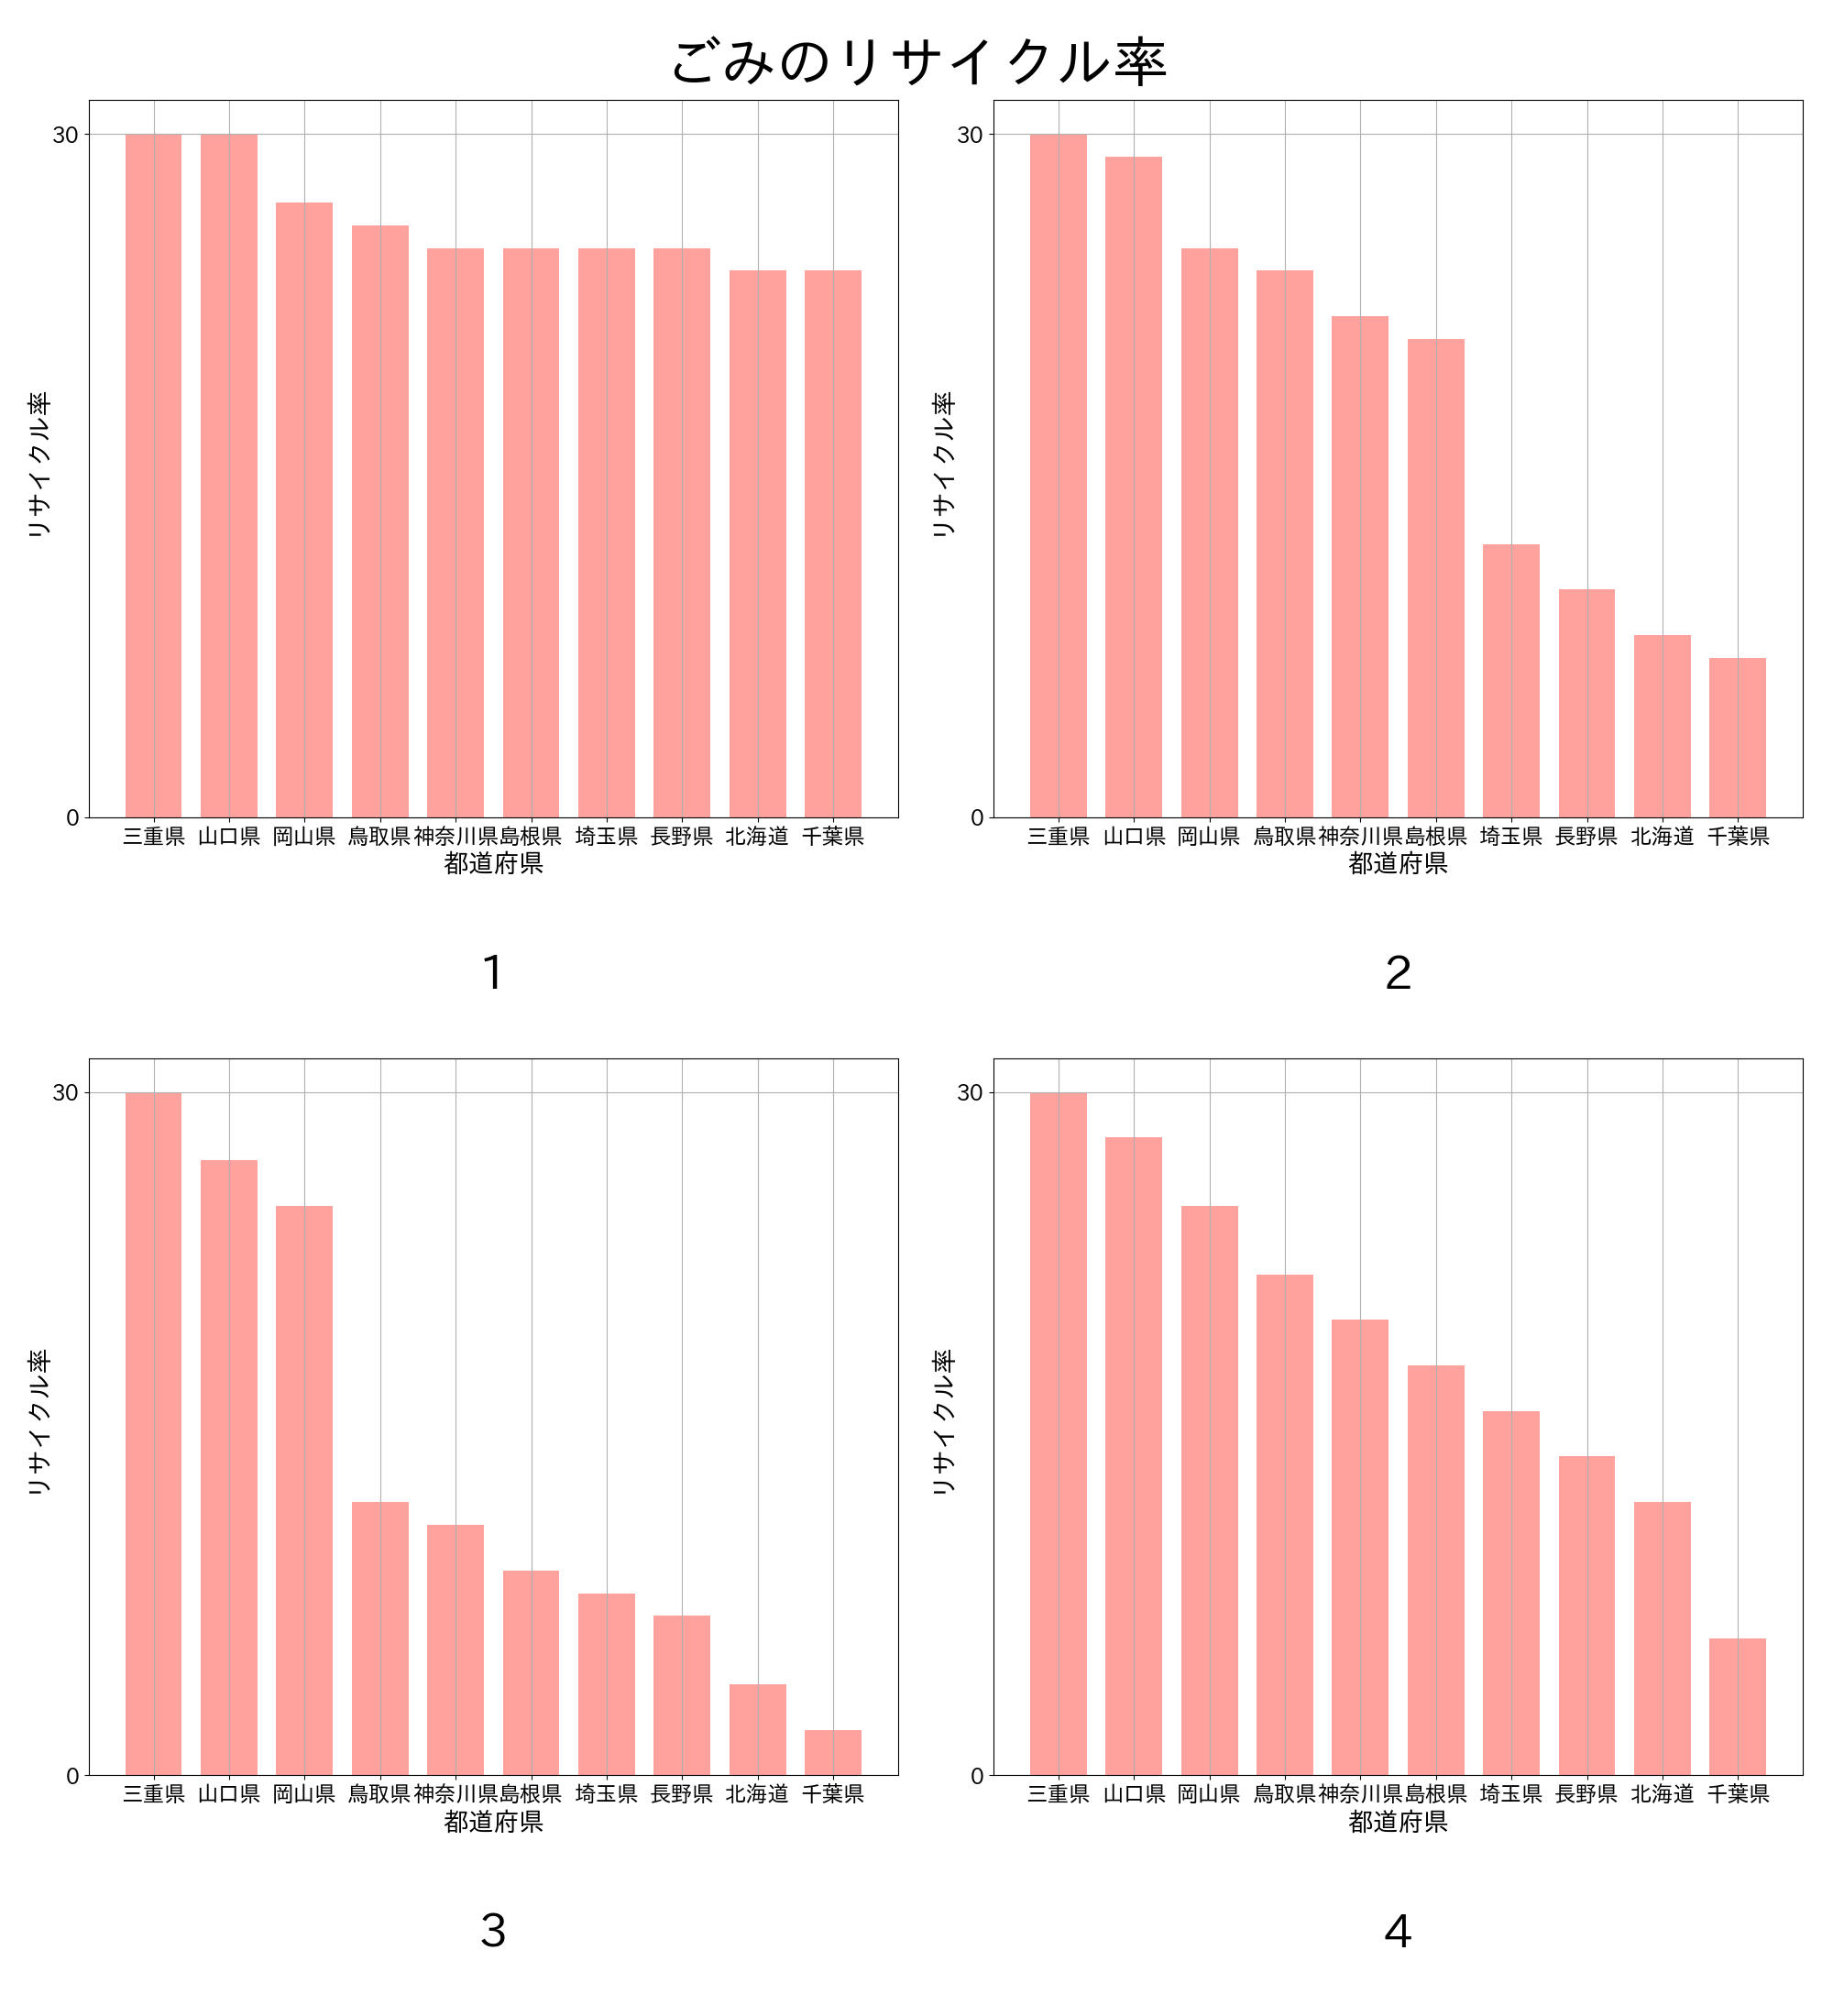 ごみのリサイクル率
30
0
リサイクル率
三重県 山口県 岡山県 鳥取県 神奈川県 島根県 埼玉県 長野県 北海道 千葉県
都道府県
1
30
0
リサイクル率
三重県 山口県 岡山県 鳥取県 神奈川県 島根県 埼玉県 長野県 北海道 千葉県
都道府県
2
30
0
リサイクル率
三重県 山口県 岡山県 鳥取県 神奈川県 島根県 埼玉県 長野県 北海道 千葉県
都道府県
3
30
0
リサイクル率
三重県 山口県 岡山県 鳥取県 神奈川県 島根県 埼玉県 長野県 北海道 千葉県
都道府県
4